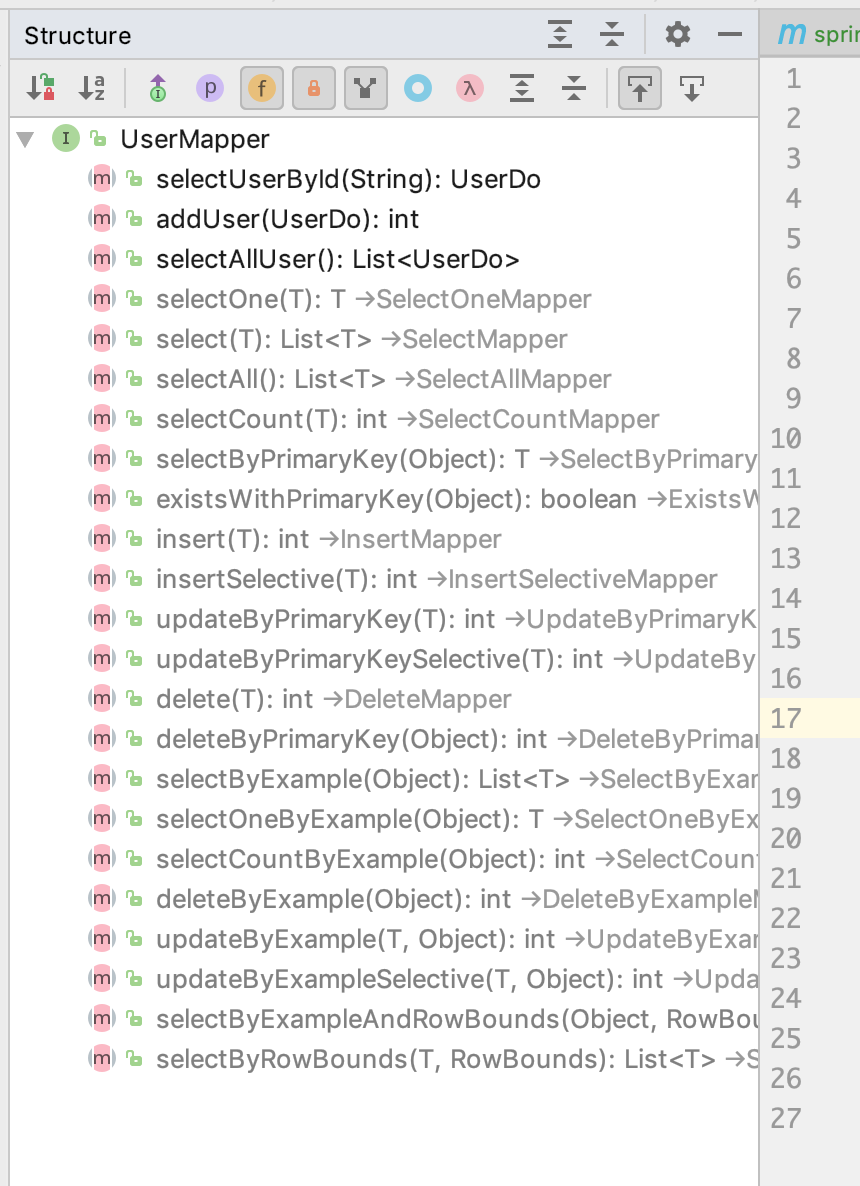 Structure
UserMapper
selectUserById(String): UserDo
addUser(UserDo): int
selectAllUser(): List<UserDo>
selectOne(T): T →SelectOneMapper
select(T): List<T> →SelectMapper
selectAll(): List<T> →SelectAllMapper
selectCount(T): int →SelectCountMapper
selectByPrimaryKey(Object): T →SelectByPrimary
existsWithPrimaryKey(Object): boolean →ExistsW
insert(T): int →InsertMapper
insertSelective(T): int →InsertSelectiveMapper
updateByPrimaryKey(T): int →UpdateByPrimaryK
updateByPrimaryKeySelective(T): int →UpdateBy
delete(T): int →DeleteMapper
deleteByPrimaryKey(Object): int →DeleteByPrimar
selectByExample(Object): List<T> →SelectByExar
selectOneByExample(Object): T →SelectOneByEx
selectCountByExample(Object): int →SelectCoun
deleteByExample(Object): int →DeleteByExample
updateByExample(T, Object): int →UpdateByExar
updateByExampleSelective(T, Object): int →Upda
selectByExampleAndRowBounds(Object, RowBou
selectByRowBounds(T, RowBounds): List<T> →S
m sprin
1
2
3
4
5
6
7
8
9
10
11
12
13
14
15
16
17
18
19
20
21
22
23
24
25
26
27